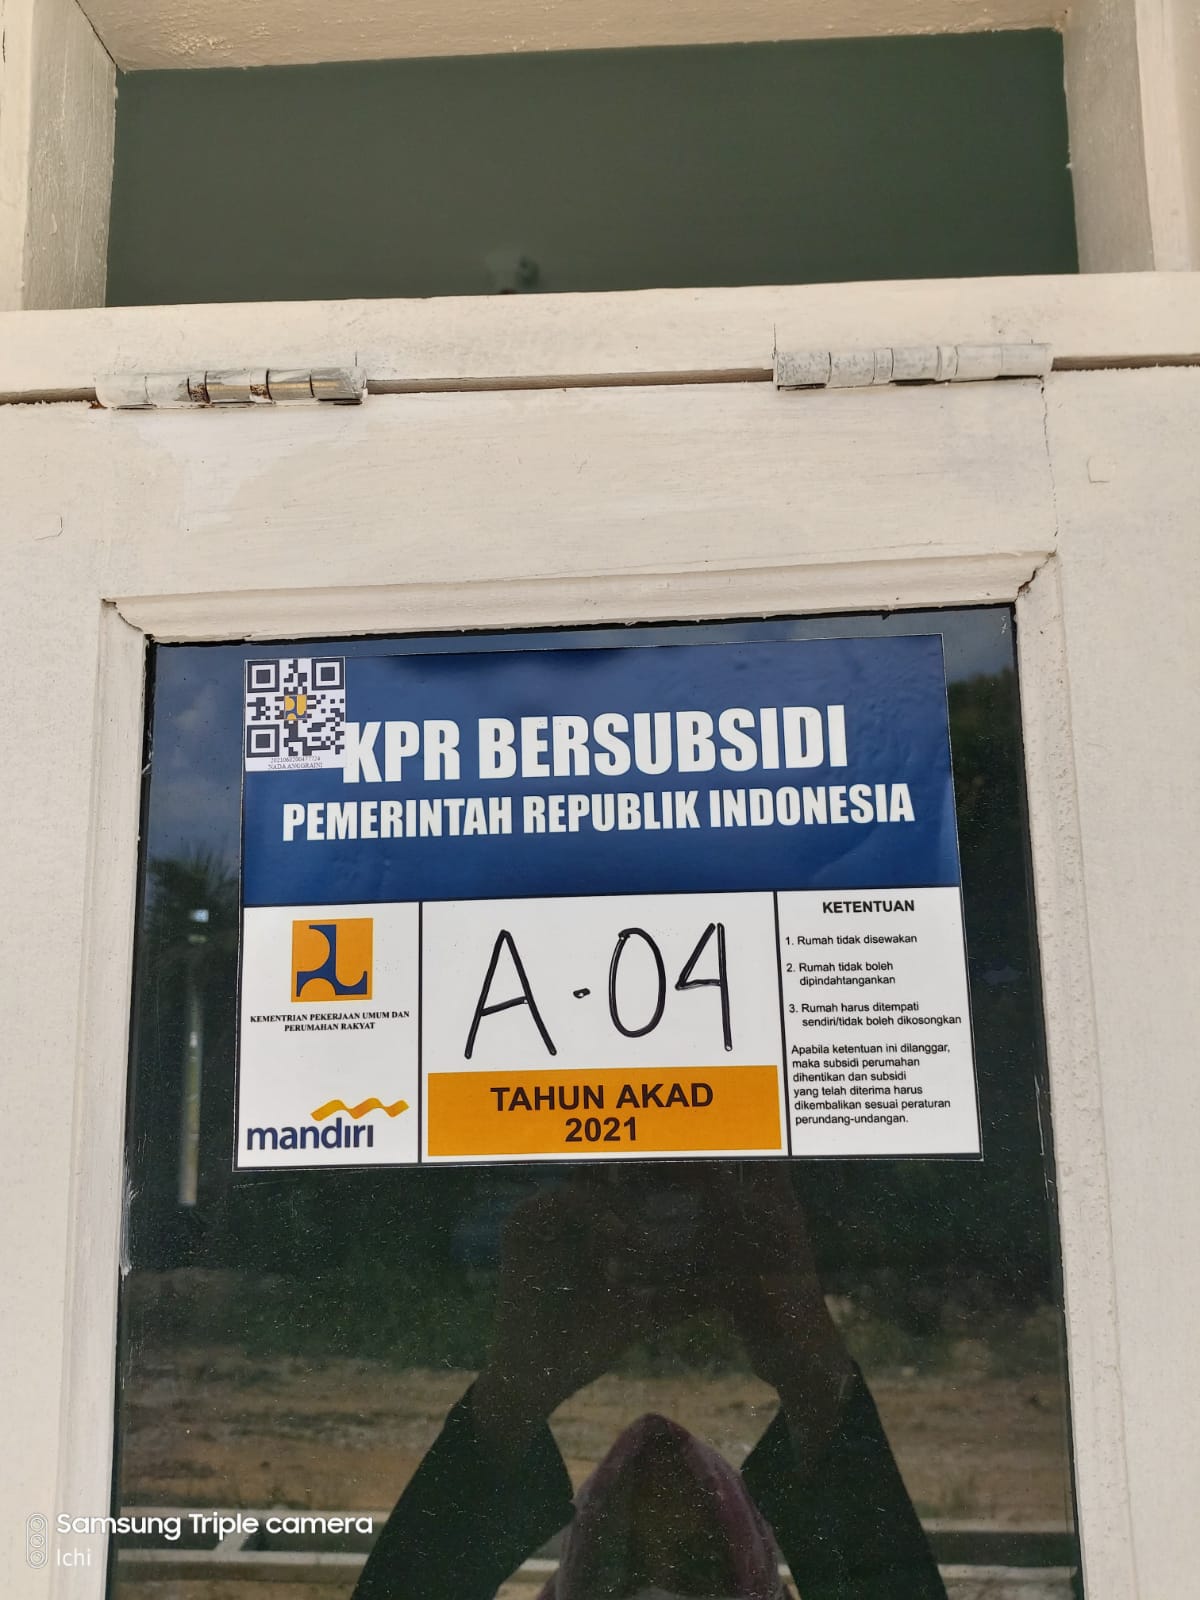 KPR BERSUBSIDI
PEMERINTAH REPUBLIK INDONESIA
NADA ANGGRAINI
KEMENTRIAN PEKERJAAN UMUM DAN
PERUMAHAN RAKYAT
mandiri
A-04
TAHUN AKAD
2021
KETENTUAN
1. Rumah tidak disewakan
2. Rumah tidak boleh
dipindahtangankan
3. Rumah harus ditempati
sendiri/tidak boleh dikosongkan
Apabila ketentuan ini dilanggar,
maka subsidi perumahan
dihentikan dan subsidi
yang telah diterima harus
dikembalikan sesuai peraturan
perundang-undangan.
Samsung Triple camera
Ichi